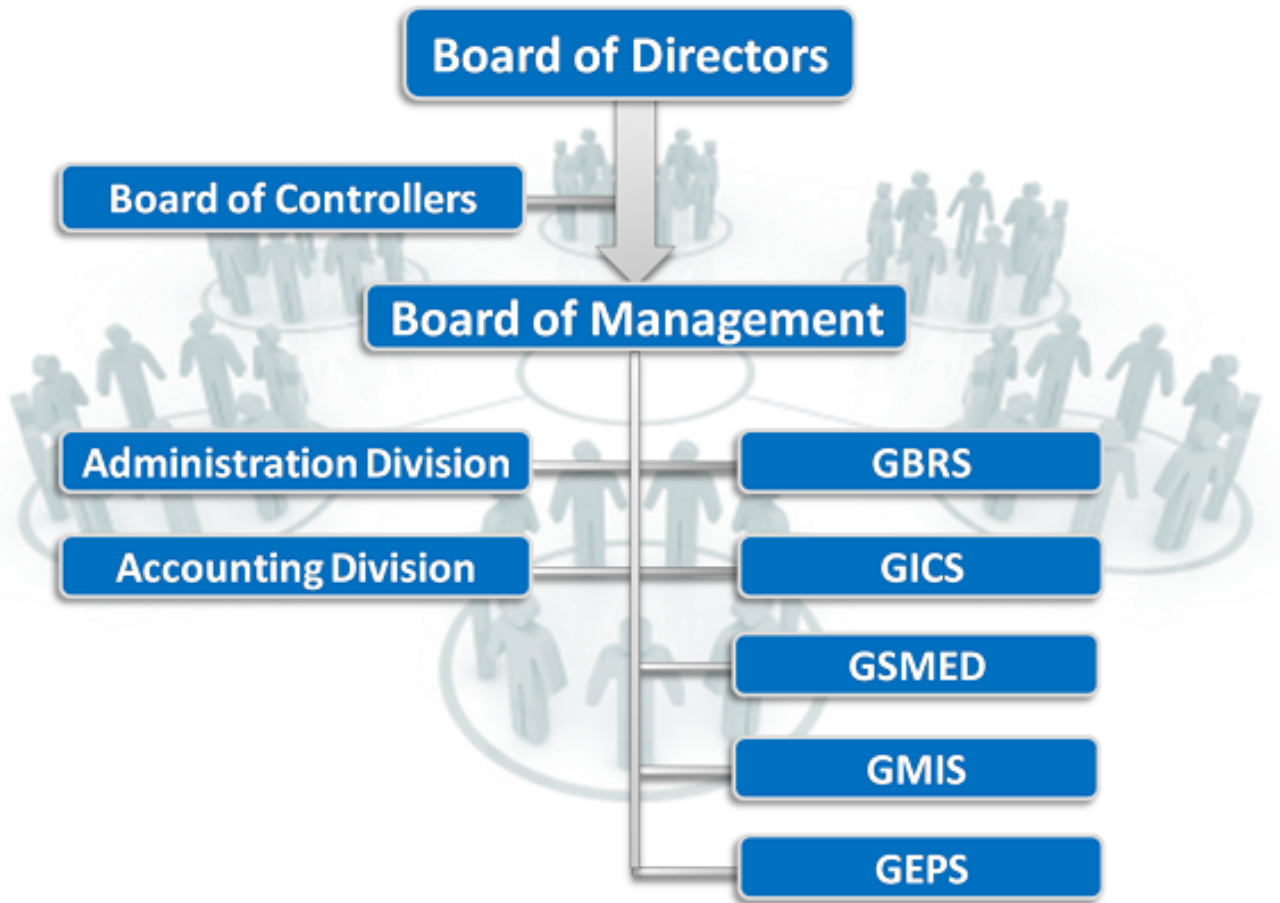 Board of Directors
Board of Controllers
Board of Management
Administration Division
GBRS
Accounting Division
GICS
GSMED
GMIS
GEPS